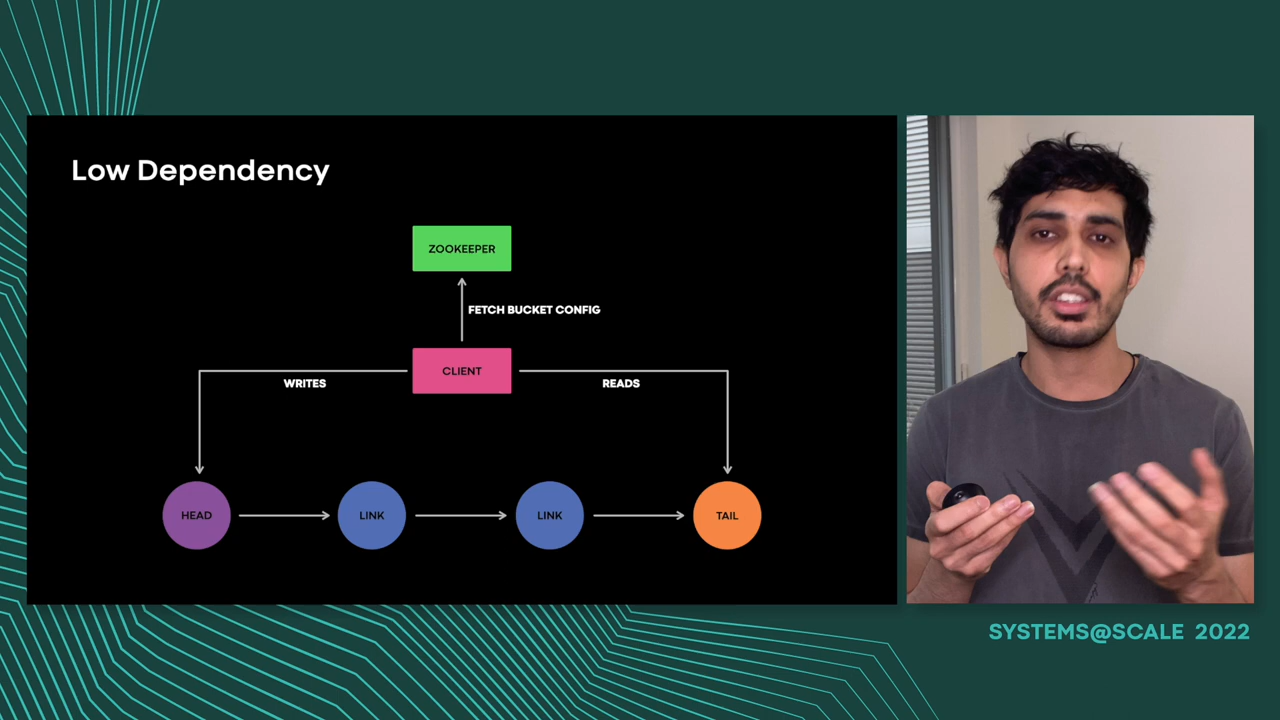 Low Dependency
ZOOKEEPER
FETCH BUCKET CONFIG
CLIENT
WRITES
READS
HEAD
LINK
LINK
TAIL
SYSTEMS@SCALE 2022